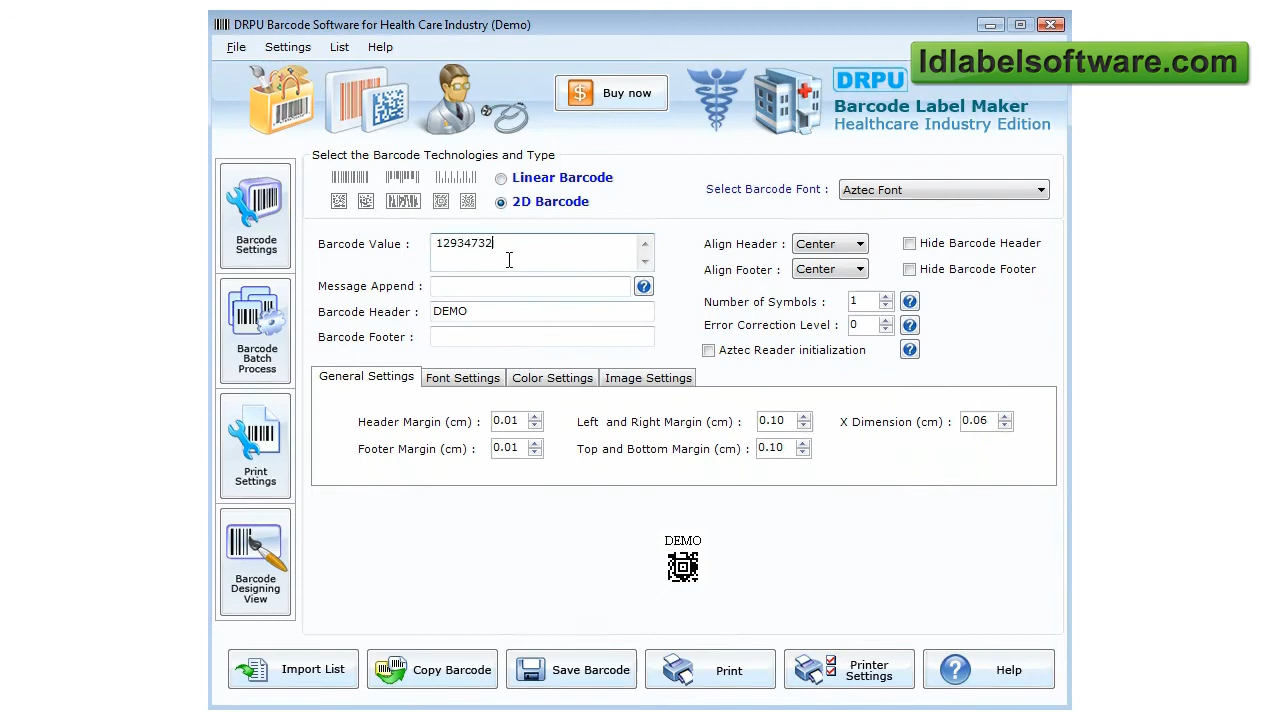 DRPU Barcode Software for Health Care Industry (Demo)
File Settings List Help
Idlabelsoftware.com
Buy now
DRPU
Barcode Label Maker
Healthcare Industry Edition
Select the Barcode Technologies and Type
Linear Barcode
2D Barcode
Select Barcode Font : Aztec Font
Barcode Settings
Barcode Batch Process
Print Settings
Barcode Designing View
Barcode Value : 12934732
Message Append :
Barcode Header : DEMO
Barcode Footer :
Align Header : Center Hide Barcode Header
Align Footer : Center Hide Barcode Footer
Number of Symbols : 1
Error Correction Level : 0
Aztec Reader initialization
General Settings Font Settings Color Settings Image Settings
Header Margin (cm) : 0.01 Left and Right Margin (cm) : 0.10 X Dimension (cm) : 0.06
Footer Margin (cm) : 0.01 Top and Bottom Margin (cm) : 0.10
DEMO
Import List Copy Barcode Save Barcode Print Printer Settings Help